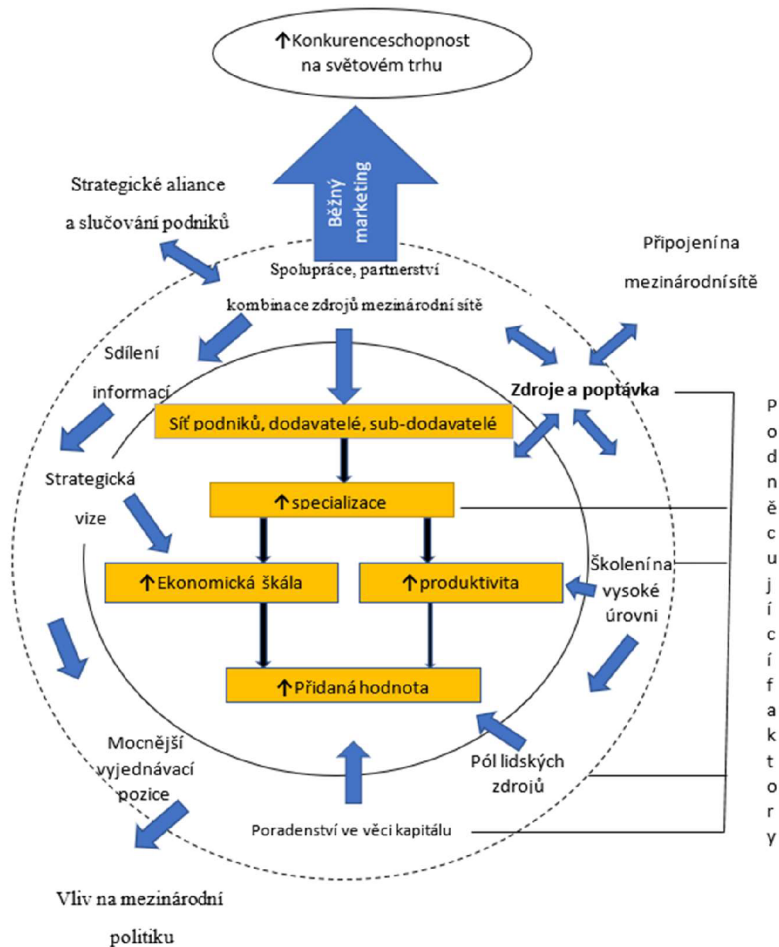 ↑Konkurenceschopnost
na světovém trhu
Běžný
marketing
Strategické aliance
a slučování podniků
Připojení na
mezinárodní sítě
Spolupráce, partnerství
kombinace zdrojů mezinárodní sítě
Sdílení
informací
Zdroje a poptávka
Síť podniků, dodavatelé, sub-dodavatelé
Strategická
vize
↑specializace
↑Ekonomická škála
↑produktivita
Školení na
vysoké
úrovni
↑Přidaná hodnota
Mocnější
vyjednávací
pozice
Pól lidských
zdrojů
Poradenství ve věci kapitálu
Vliv na mezinárodní
politiku
Podněcující faktory